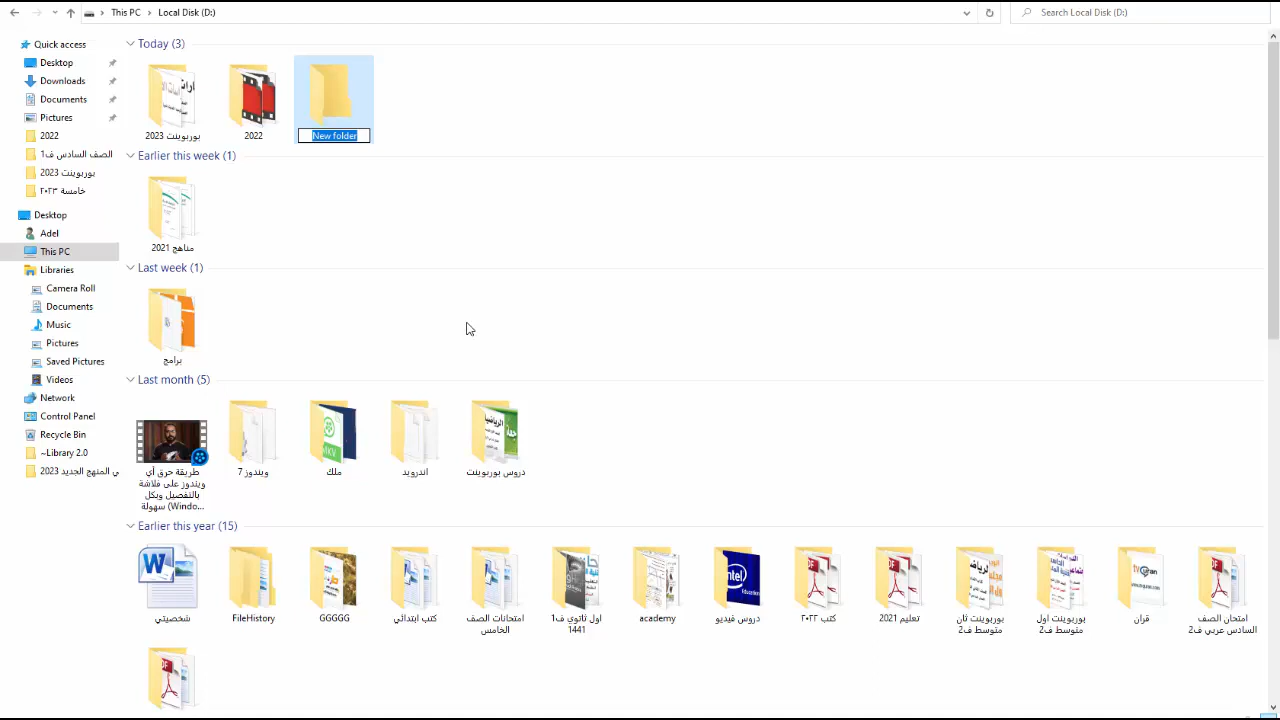 This PC
Local Disk (D:)
Search Local Disk (D:)
Quick access
Desktop
Downloads
Documents
Pictures
2022
الصف السادس ف1
بوربوينت 2023
خامسة ٢٠٢٣
Desktop
Adel
This PC
Libraries
Camera Roll
Documents
Music
Pictures
Saved Pictures
Videos
Network
Control Panel
Recycle Bin
~Library 2.0
ي المنهج الجديد 2023
Today (3)
بوربوينت 2023
2022
New folder
Earlier this week (1)
مناهج 2021
Last week (1)
برامج
Last month (5)
طريقة حرق أي
ويندوز على فلاشة
بالتفصيل وبكل
سهولة (Windo...
ويندوز 7
ملك
اندرويد
دروس بوربوينت
Earlier this year (15)
شخصيتي
FileHistory
GGGGG
كتب ابتدائي
امتحانات الصف
الخامس
اول ثانوي ف1
1441
academy
دروس فيديو
كتب ٢٠٢٢
تعليم 2021
بوربوينت ثان
متوسط ف2
بوربوينت اول
متوسط ف2
قران
امتحان الصف
السادس عربي ف2